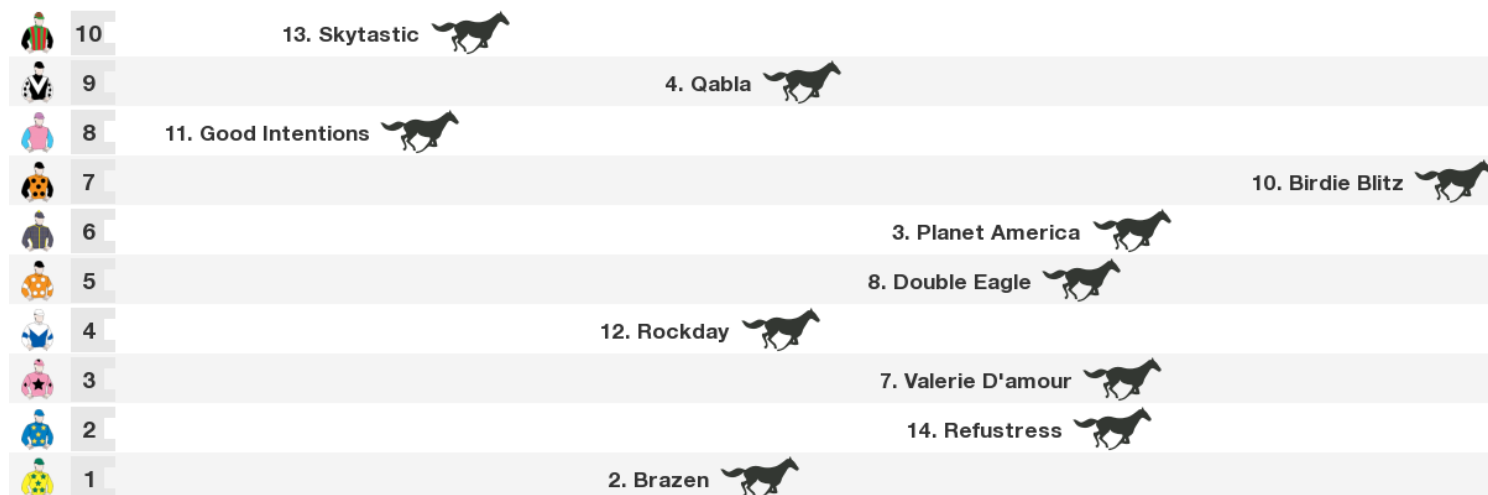 10 13. Skytastic
9 4. Qabla
8 11. Good Intentions
7 10. Birdie Blitz
6 3. Planet America
5 8. Double Eagle
4 12. Rockday
3 7. Valerie D'amour
2 14. Refustress
1 2. Brazen